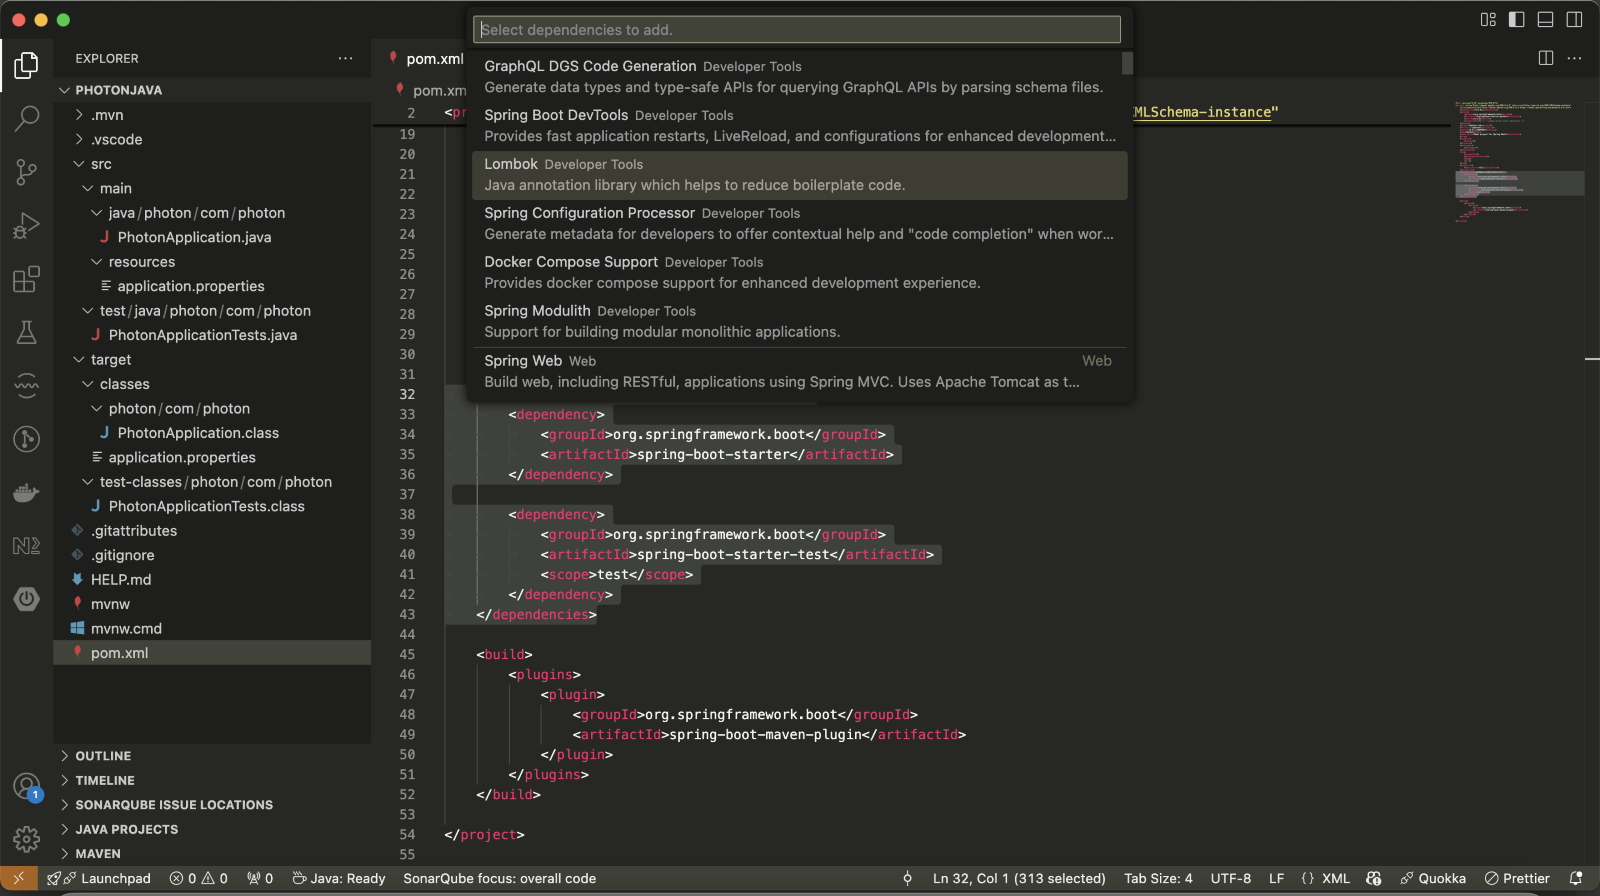 Select dependencies to add.
GraphQL DGS Code Generation Developer Tools
Generate data types and type-safe APIs for querying GraphQL APIs by parsing schema files.
Spring Boot DevTools Developer Tools
Provides fast application restarts, LiveReload, and configurations for enhanced development...
Lombok Developer Tools
Java annotation library which helps to reduce boilerplate code.
Spring Configuration Processor Developer Tools
Generate metadata for developers to offer contextual help and "code completion" when wor...
Docker Compose Support Developer Tools
Provides docker compose support for enhanced development experience.
Spring Modulith Developer Tools
Support for building modular monolithic applications.
Spring Web Web Web
Build web, including RESTful, applications using Spring MVC. Uses Apache Tomcat as t...
EXPLORER
PHOTONJAVA
.mvn
.vscode
src
main
java/photon/com/photon
J PhotonApplication.java
resources
application.properties
test/java/photon/com/photon
J PhotonApplicationTests.java
target
classes
photon/com/photon
J PhotonApplication.class
application.properties
test-classes/photon/com/photon
J PhotonApplicationTests.class
.gitattributes
.gitignore
HELP.md
mvnw
mvnw.cmd
pom.xml
OUTLINE
TIMELINE
SONARQUBE ISSUE LOCATIONS
JAVA PROJECTS
MAVEN
1
pom.xml
pom.xm
2 <pr MLSchema-instance"
19
20
21
22
23
24
25
26
27
28
29
30
31
32
33 <dependency>
34 <groupId>org.springframework.boot</groupId>
35 <artifactId>spring-boot-starter</artifactId>
36 </dependency>
37
38 <dependency>
39 <groupId>org.springframework.boot</groupId>
40 <artifactId>spring-boot-starter-test</artifactId>
41 <scope>test</scope>
42 </dependency>
43 </dependencies>
44
45 <build>
46 <plugins>
47 <plugin>
48 <groupId>org.springframework.boot</groupId>
49 <artifactId>spring-boot-maven-plugin</artifactId>
50 </plugin>
51 </plugins>
52 </build>
53
54 </project>
55
Launchpad 0 0 0 Java: Ready SonarQube focus: overall code Ln 32, Col 1 (313 selected) Tab Size: 4 UTF-8 LF {} XML Quokka Prettier